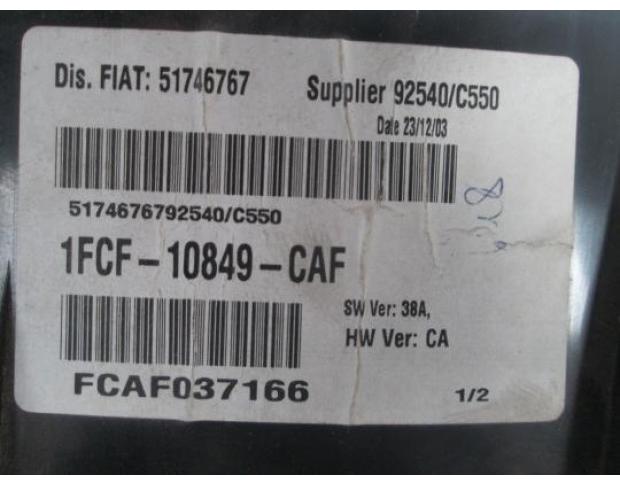 Dis. FIAT: 51746767 Supplier 92540/C550
Date 23/12/03
5174676792540/C550
1FCF-10849-CAF
SW Ver: 38A,
HW Ver: CA
FCAF037166
1/2